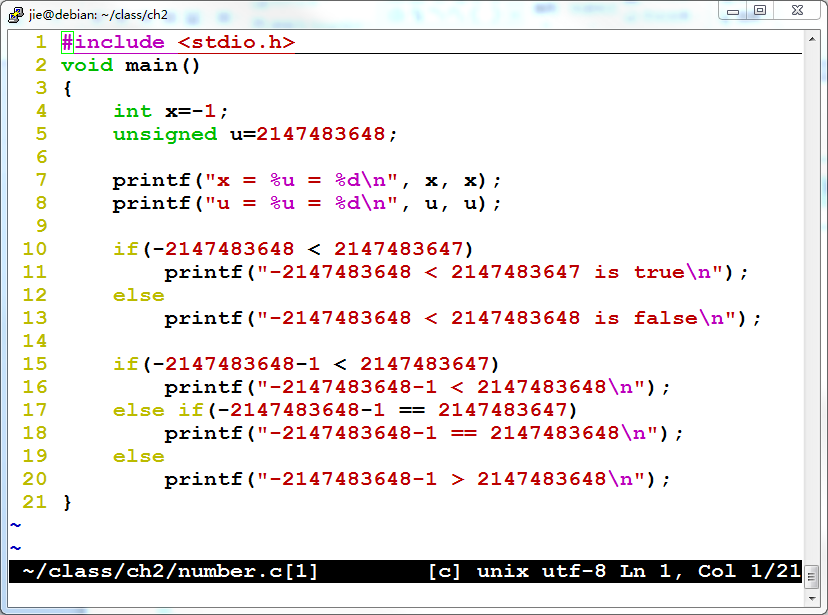 jie@debian: ~/class/ch2
1 #include <stdio.h>
2 void main()
3 {
4     int x=-1;
5     unsigned u=2147483648;
6
7     printf("x = %u = %d\n", x, x);
8     printf("u = %u = %d\n", u, u);
9
10     if(-2147483648 < 2147483647)
11         printf("-2147483648 < 2147483647 is true\n");
12     else
13         printf("-2147483648 < 2147483648 is false\n");
14
15     if(-2147483648-1 < 2147483647)
16         printf("-2147483648-1 < 2147483648\n");
17     else if(-2147483648-1 == 2147483647)
18         printf("-2147483648-1 == 2147483648\n");
19     else
20         printf("-2147483648-1 > 2147483648\n");
21 }
~
~
~/class/ch2/number.c[1] [c] unix utf-8 Ln 1, Col 1/21